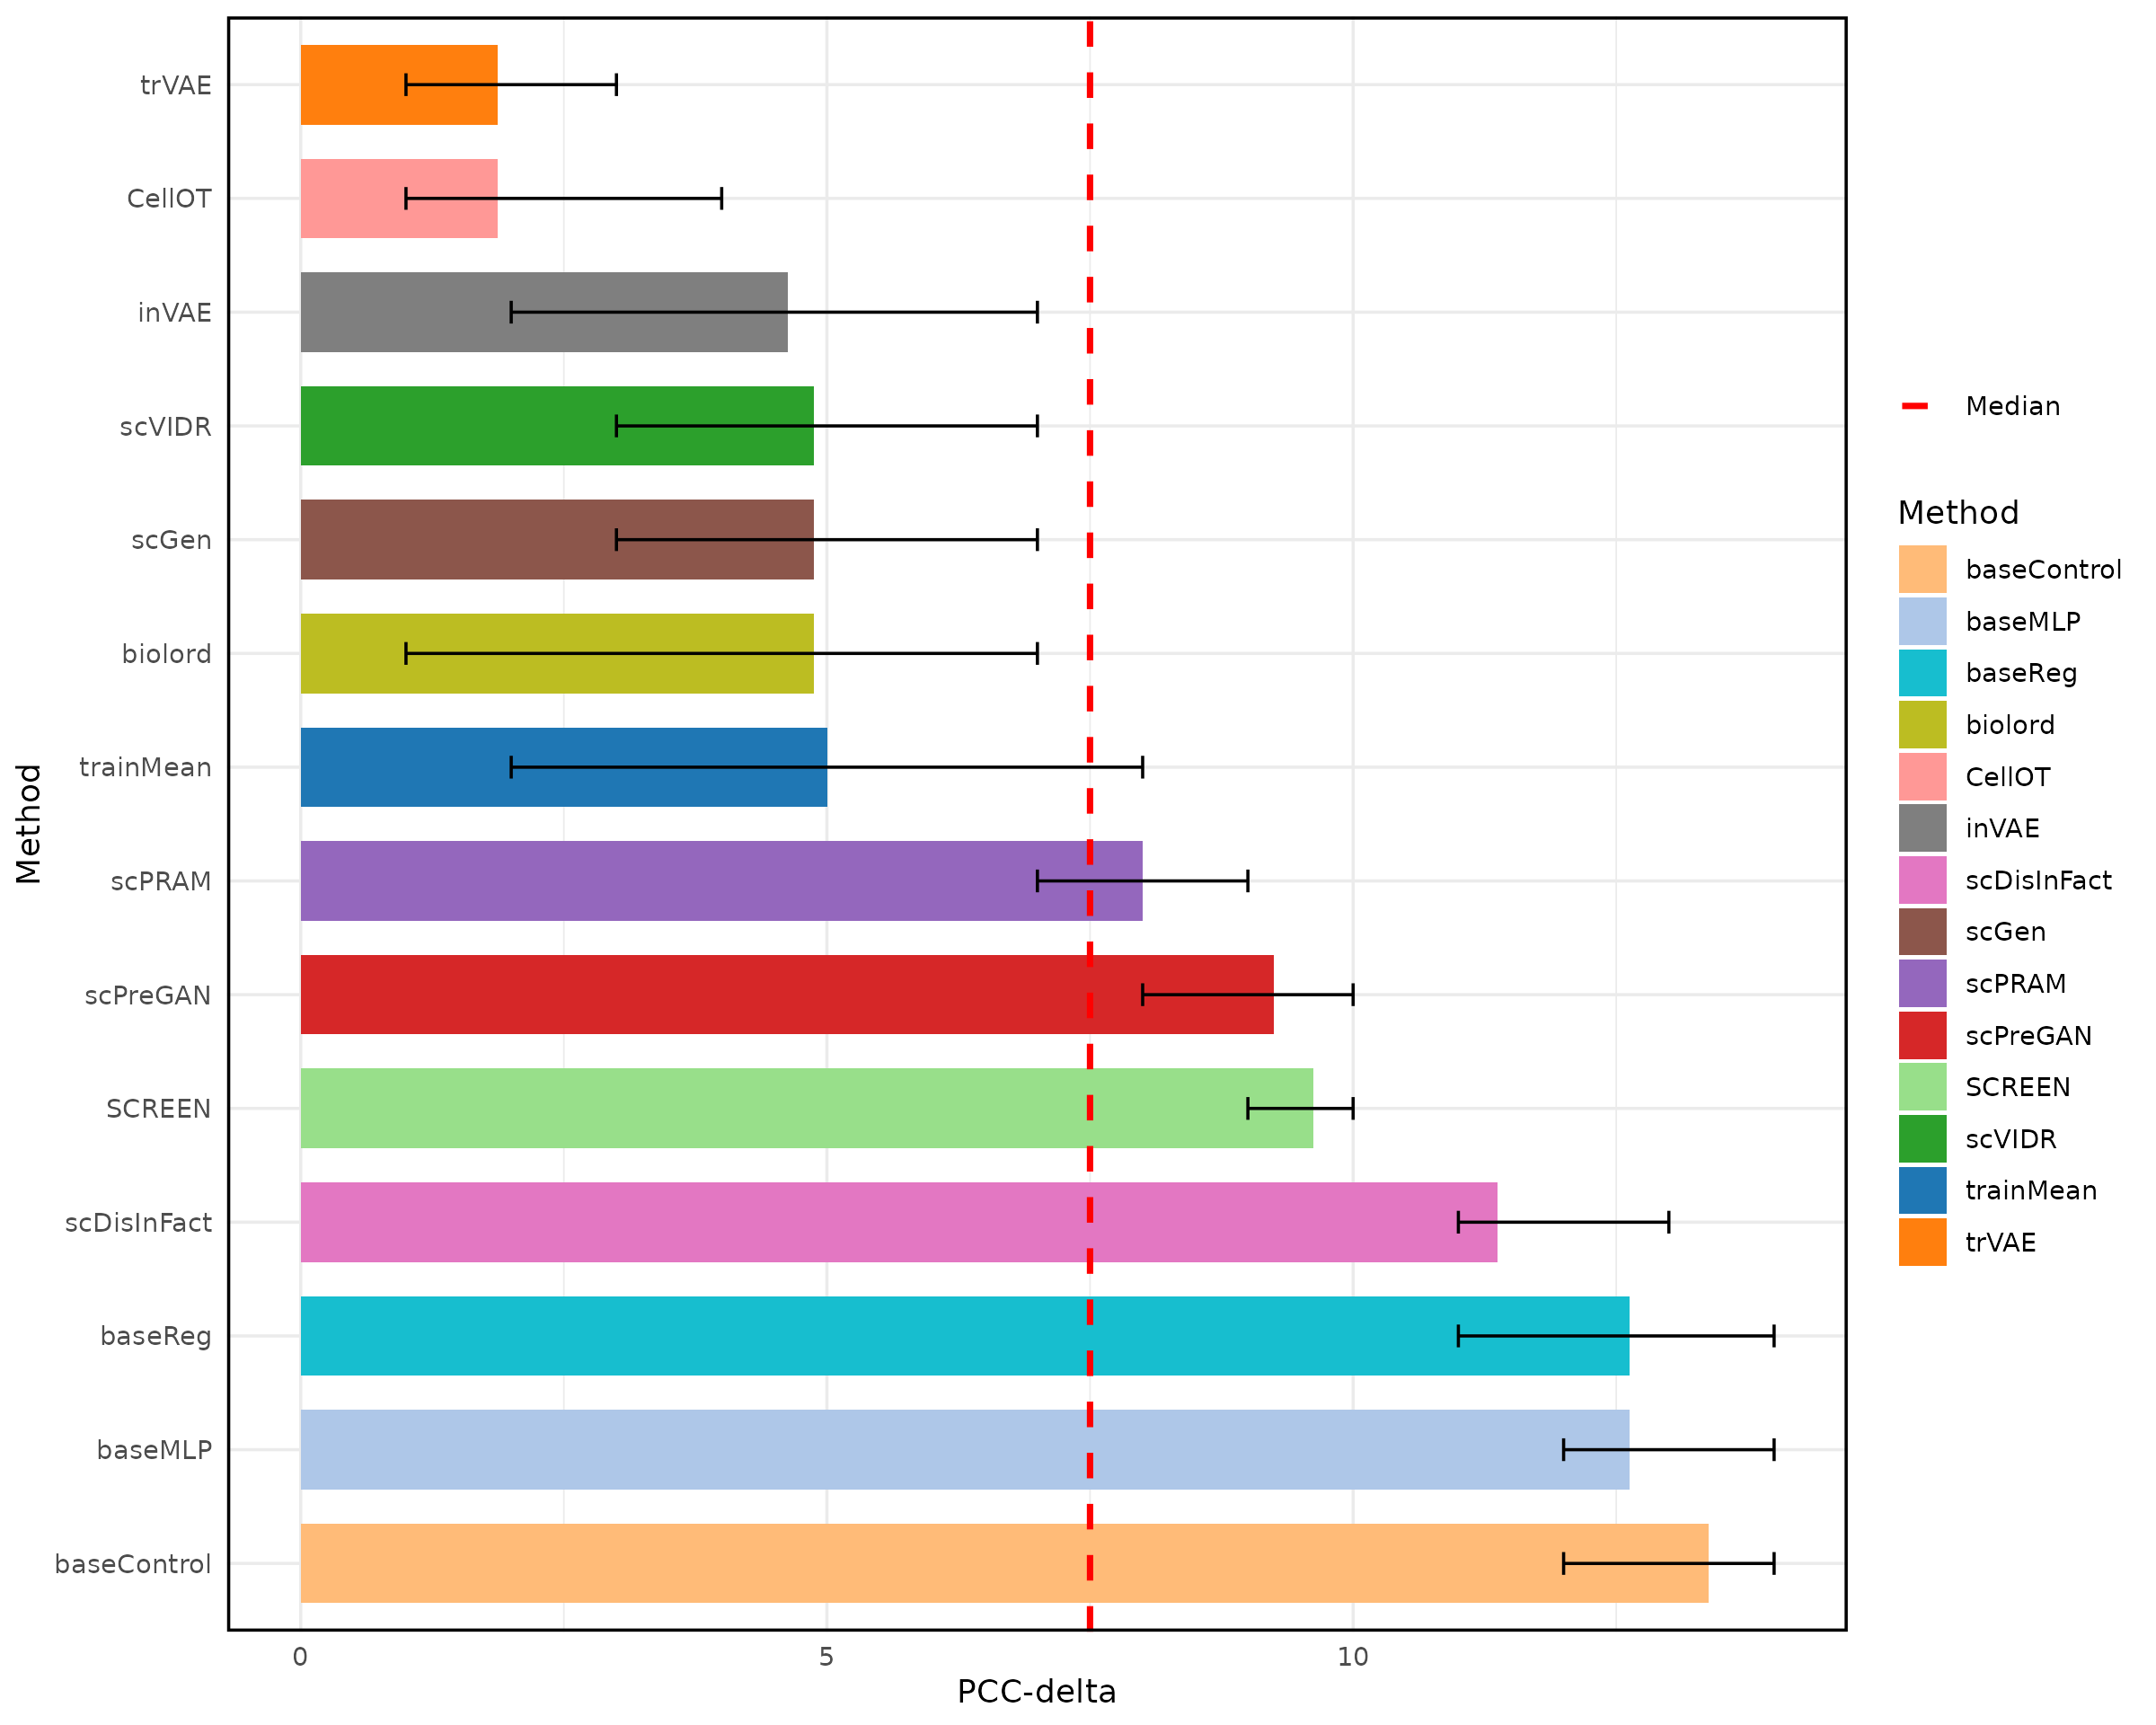 trVAE
CellOT
inVAE
scVIDR
scGen
biolord
trainMean
scPRAM
scPreGAN
SCREEN
scDisInFact
baseReg
baseMLP
baseControl
Method
0 5 10
PCC-delta
Median
Method
baseControl
baseMLP
baseReg
biolord
CellOT
inVAE
scDisInFact
scGen
scPRAM
scPreGAN
SCREEN
scVIDR
trainMean
trVAE